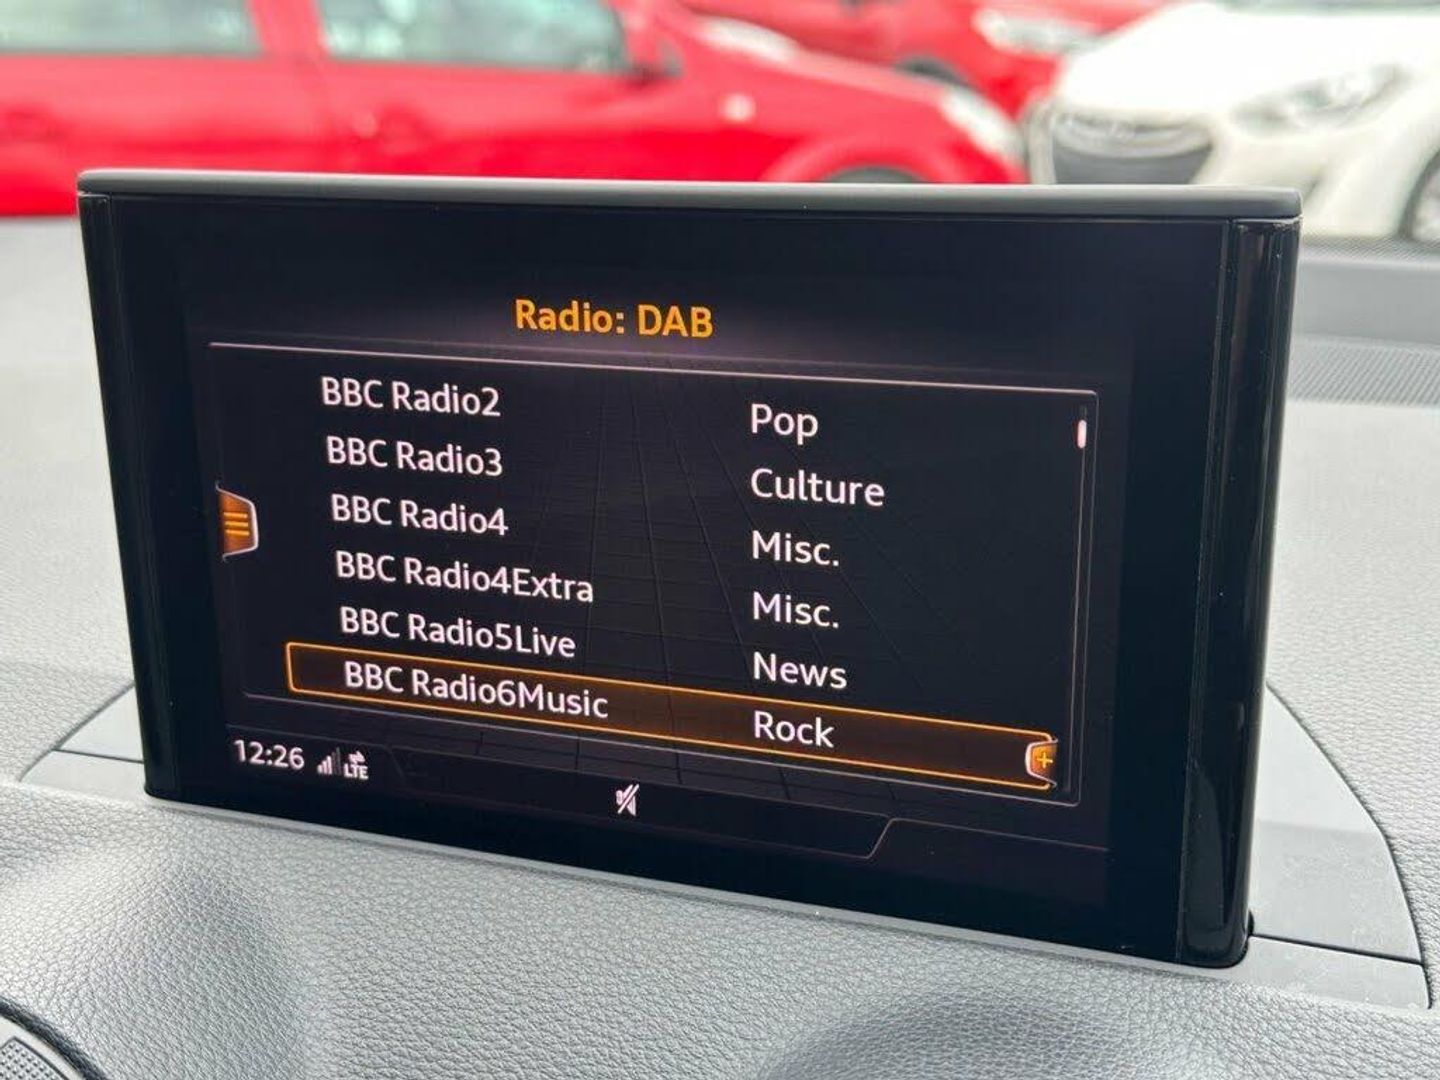 Radio: DAB
BBC Radio2 Pop
BBC Radio3 Culture
BBC Radio4 Misc.
BBC Radio4Extra Misc.
BBC Radio5Live News
BBC Radio6Music Rock
12:26 LTE